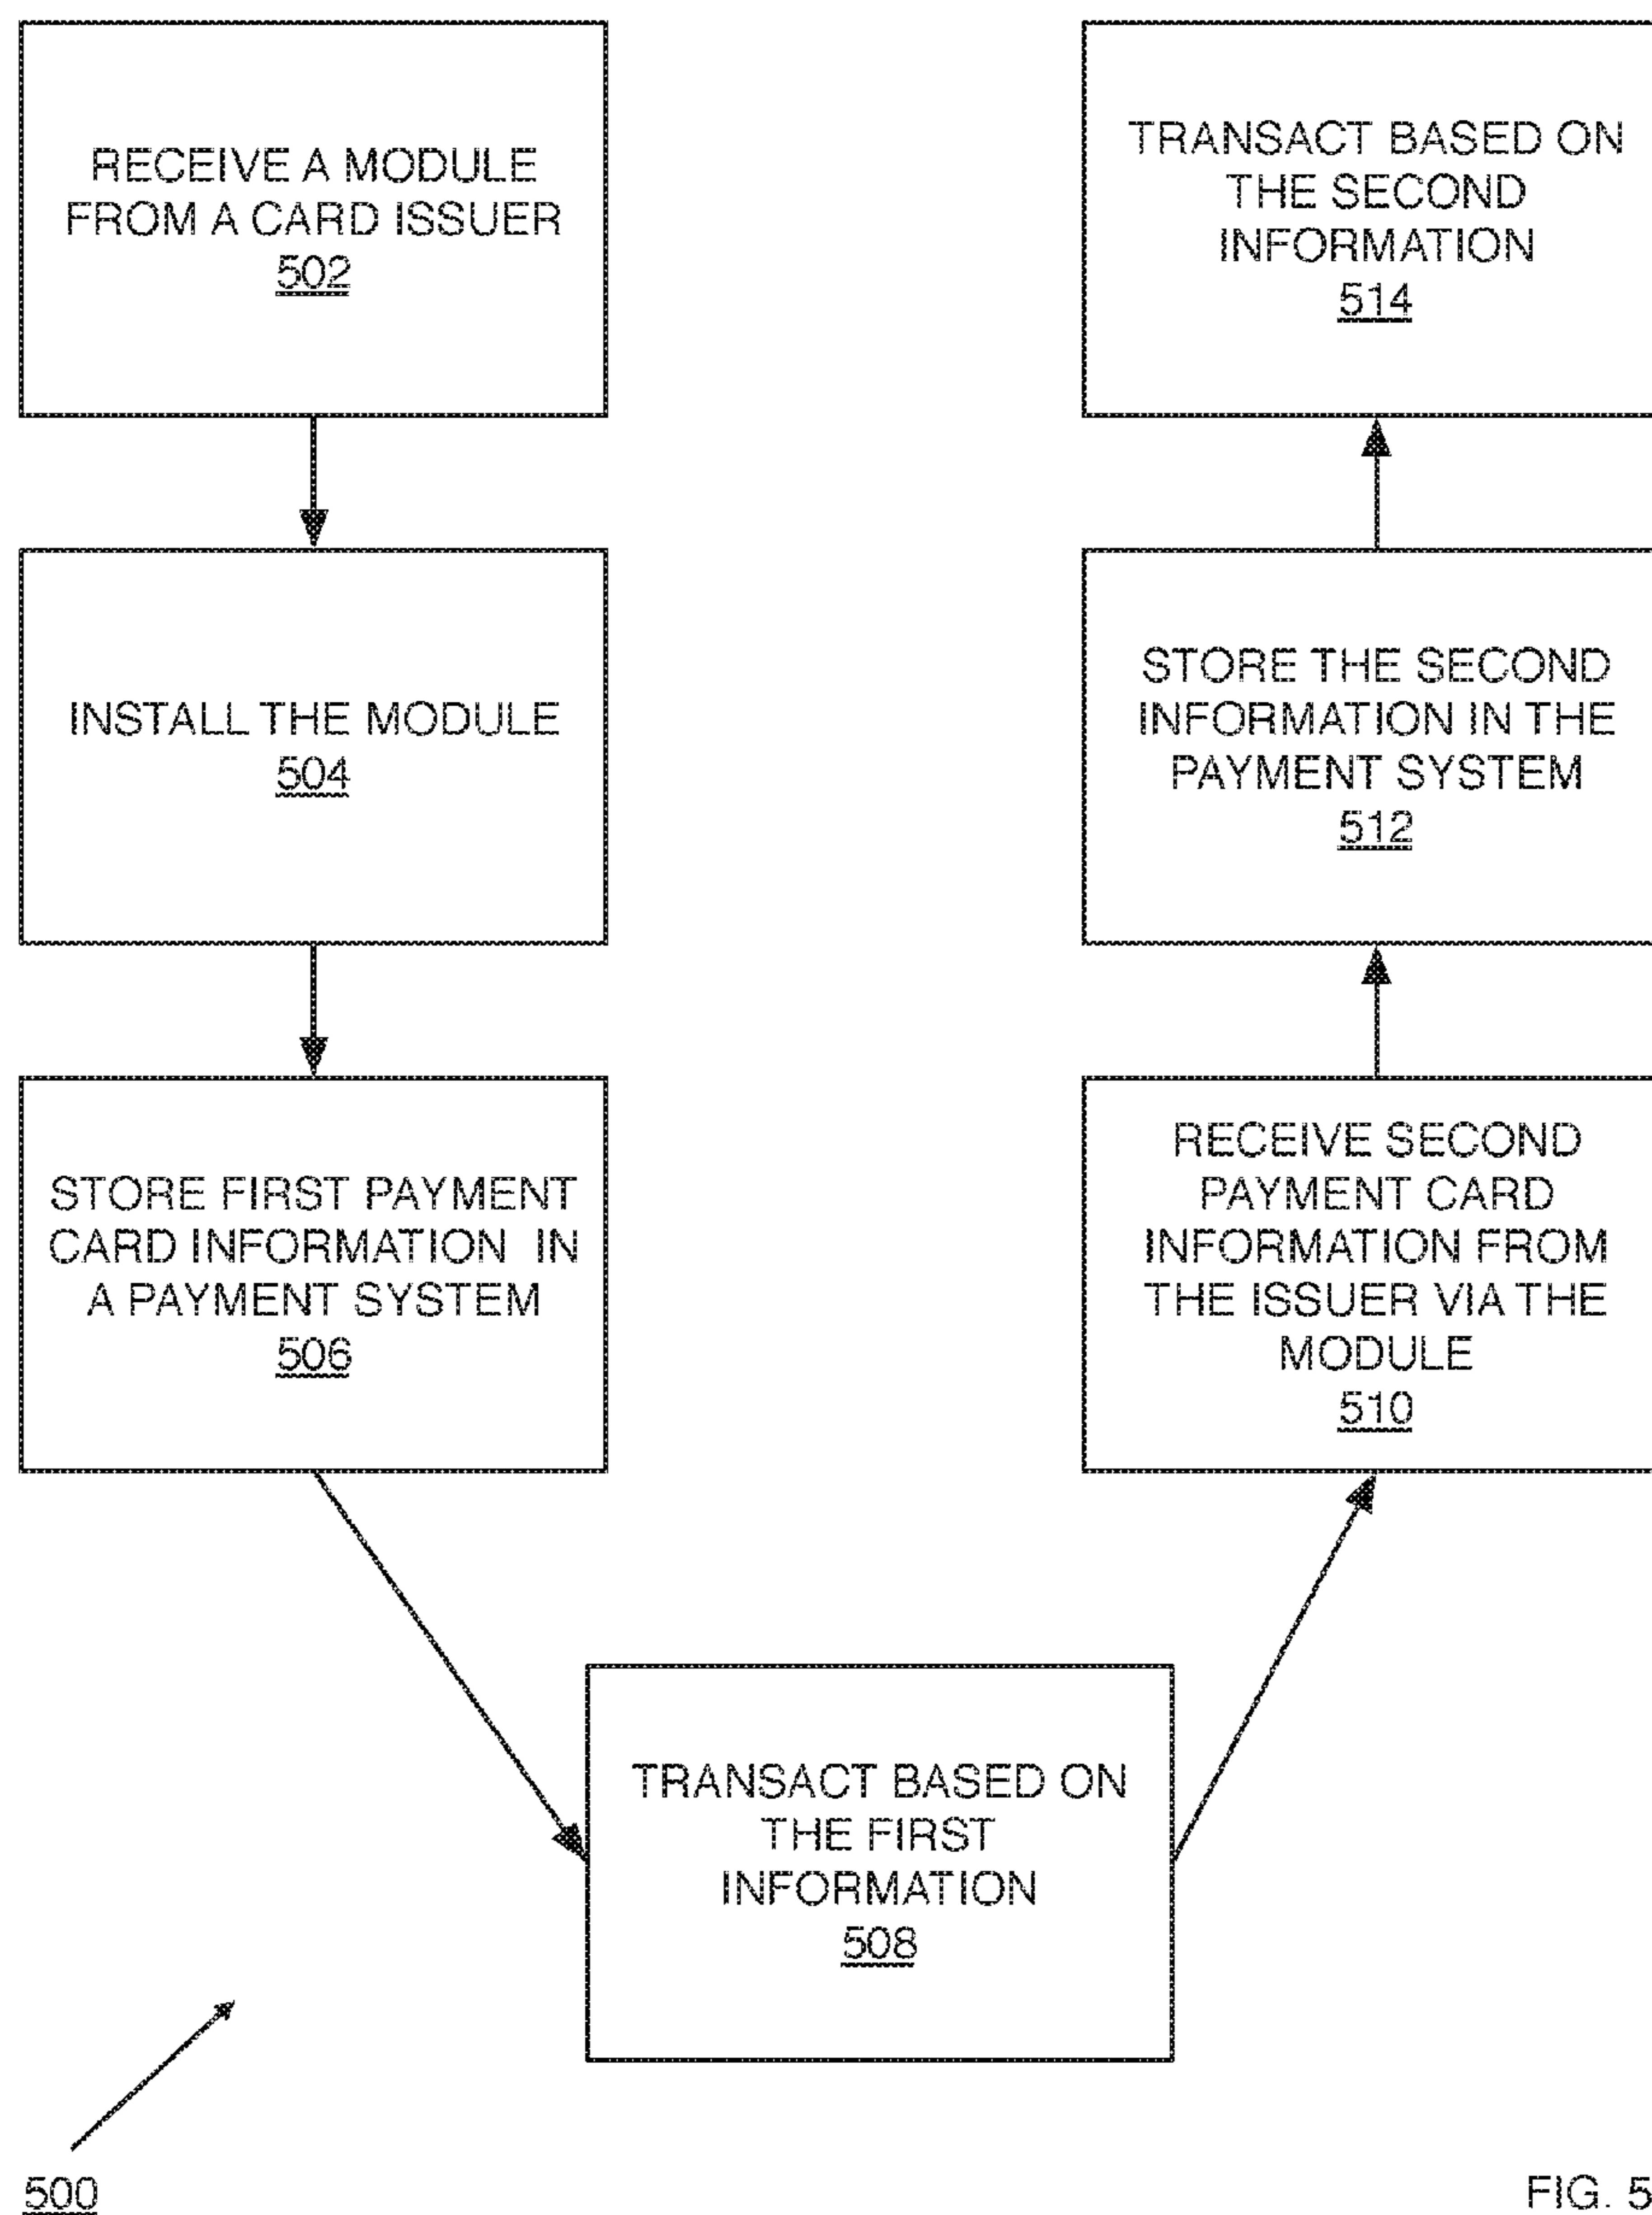 RECEIVE A MODULE
FROM A CARD ISSUER
502
INSTALL THE MODULE
504
STORE FIRST PAYMENT
CARD INFORMATION IN
A PAYMENT SYSTEM
506
TRANSACT BASED ON
THE FIRST
INFORMATION
508
RECEIVE SECOND
PAYMENT CARD
INFORMATION FROM
THE ISSUER VIA THE
MODULE
510
STORE THE SECOND
INFORMATION IN THE
PAYMENT SYSTEM
512
TRANSACT BASED ON
THE SECOND
INFORMATION
514
500
FIG. 5